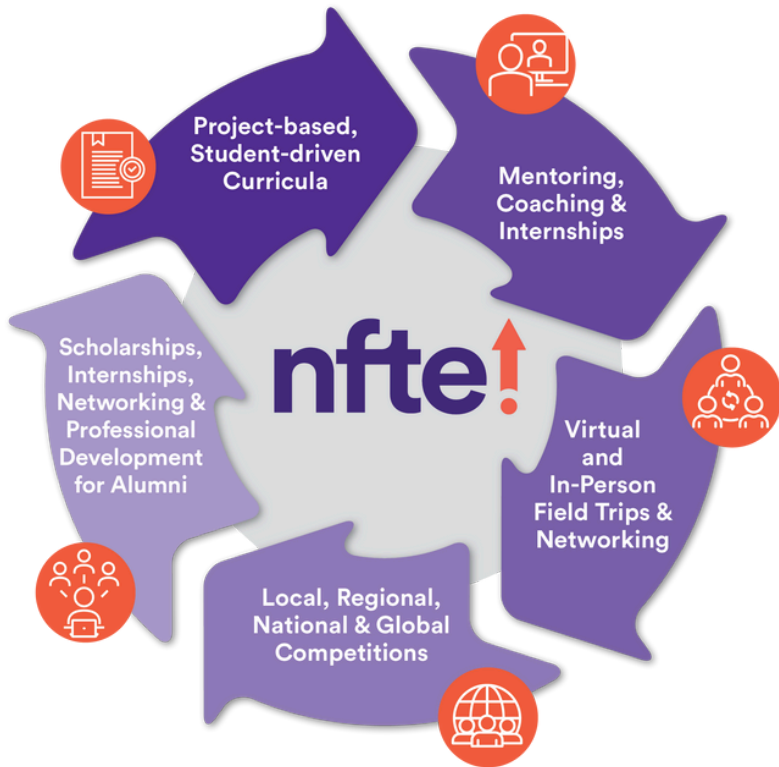 Project-based,
Student-driven
Curricula
Mentoring,
Coaching &
Internships
Virtual
and
In-Person
Field Trips &
Networking
Local, Regional,
National & Global
Competitions
Scholarships,
Internships,
Networking &
Professional
Development
for Alumni
nfte!